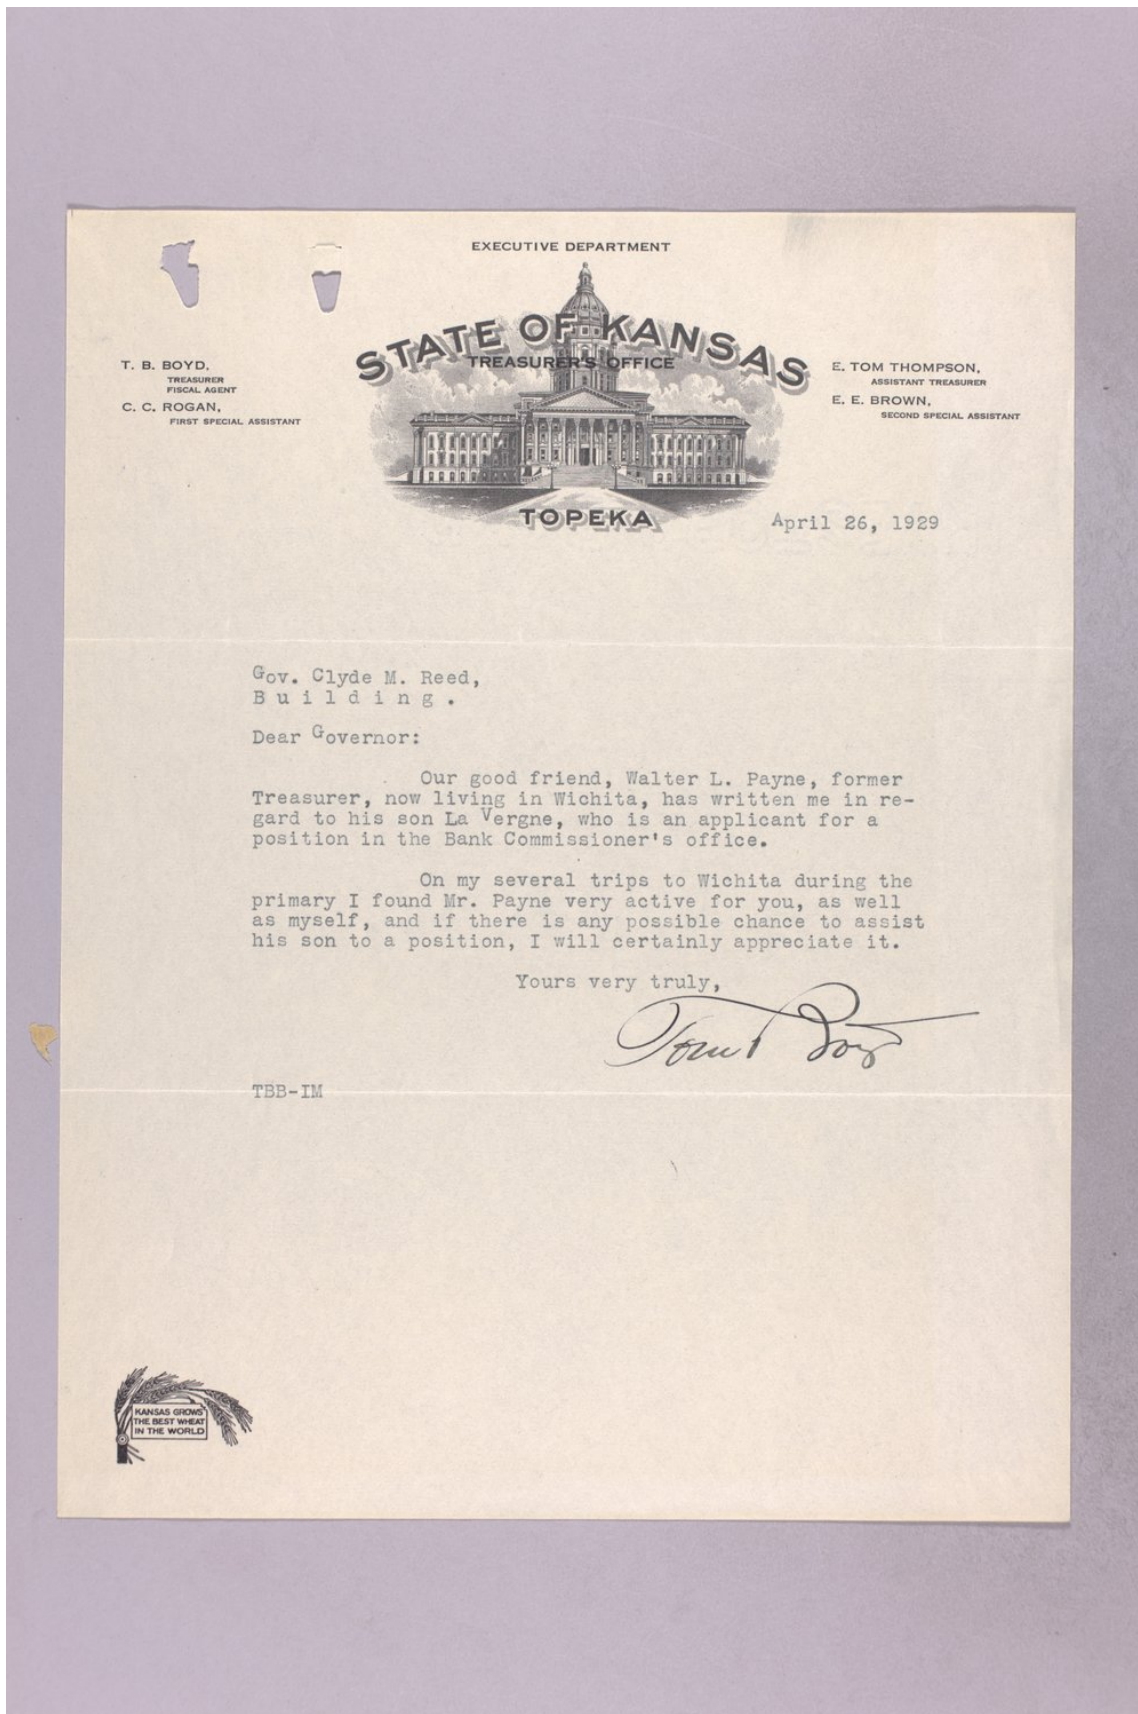 EXECUTIVE DEPARTMENT
STATE OF KANSAS
TREASURER'S OFFICE
T. B. BOYD,
TREASURER
FISCAL AGENT
C. C. ROGAN,
FIRST SPECIAL ASSISTANT
E. TOM THOMPSON,
ASSISTANT TREASURER
E. E. BROWN,
SECOND SPECIAL ASSISTANT
TOPEKA
April 26, 1929
Gov. Clyde M. Reed,
B u i l d i n g .
Dear Governor:
Our good friend, Walter L. Payne, former
Treasurer, now living in Wichita, has written me in re-
gard to his son La Vergne, who is an applicant for a
position in the Bank Commissioner's office.
On my several trips to Wichita during the
primary I found Mr. Payne very active for you, as well
as myself, and if there is any possible chance to assist
his son to a position, I will certainly appreciate it.
Yours very truly,
Tom Boyd
TBB-IM
KANSAS GROWS
THE BEST WHEAT
IN THE WORLD